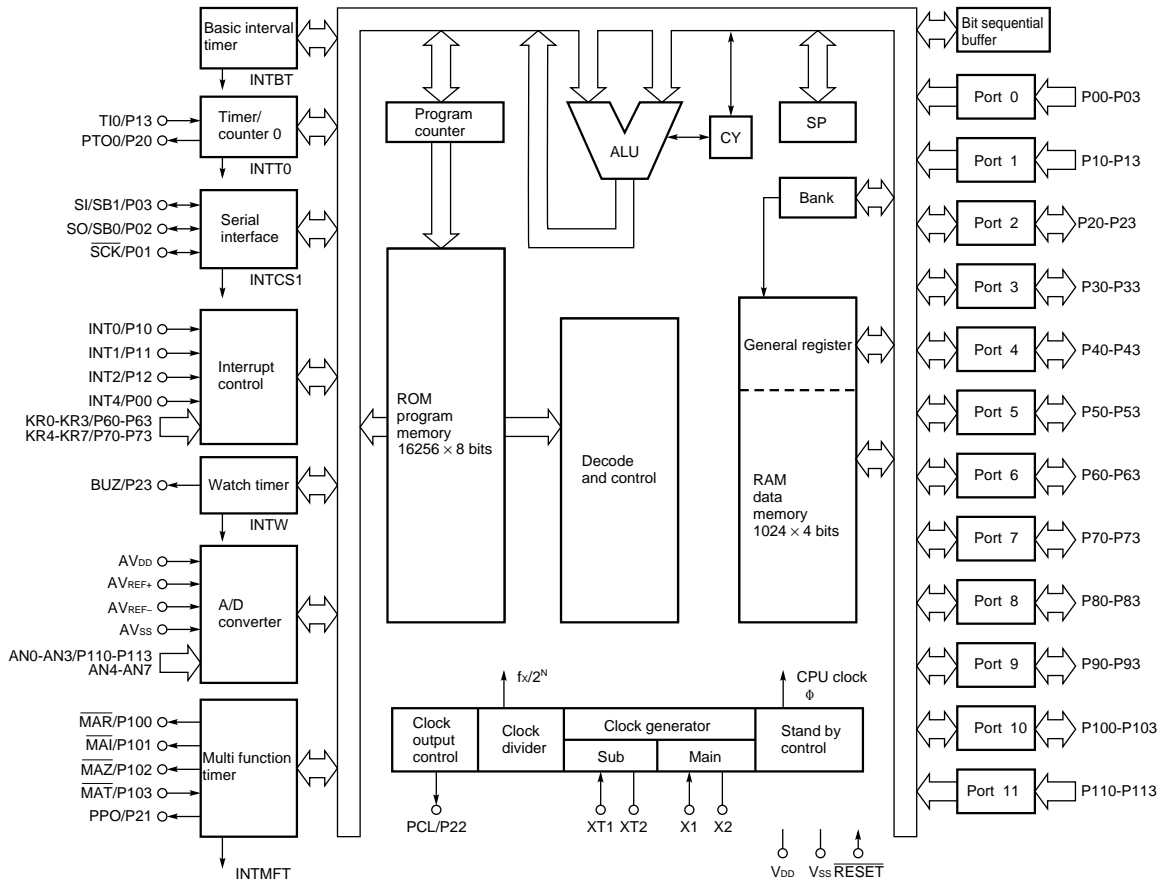 Basic interval
timer
INTBT
TI0/P13
PTO0/P20
Timer/
counter 0
INTT0
SI/SB1/P03
SO/SB0/P02
S̅C̅K̅/P01
Serial
interface
INTCS1
INT0/P10
INT1/P11
INT2/P12
INT4/P00
KR0-KR3/P60-P63
KR4-KR7/P70-P73
Interrupt
control
BUZ/P23
Watch timer
INTW
AVDD
AVREF+
AVREF–
AVSS
AN0-AN3/P110-P113
AN4-AN7
A/D
converter
M̅A̅R̅/P100
M̅A̅I̅/P101
M̅A̅Z̅/P102
M̅A̅T̅/P103
PPO/P21
Multi function
timer
INTMFT
Program
counter
ALU
CY
SP
Bank
ROM
program
memory
16256 × 8 bits
Decode
and control
General register
RAM
data
memory
1024 × 4 bits
fX/2ᴺ
CPU clock
Φ
Clock
output
control
Clock
divider
Clock generator
Sub
Main
Stand by
control
PCL/P22
XT1
XT2
X1
X2
VDD
VSS
R̅E̅S̅E̅T̅
Bit sequential
buffer
Port 0
P00-P03
Port 1
P10-P13
Port 2
P20-P23
Port 3
P30-P33
Port 4
P40-P43
Port 5
P50-P53
Port 6
P60-P63
Port 7
P70-P73
Port 8
P80-P83
Port 9
P90-P93
Port 10
P100-P103
Port 11
P110-P113